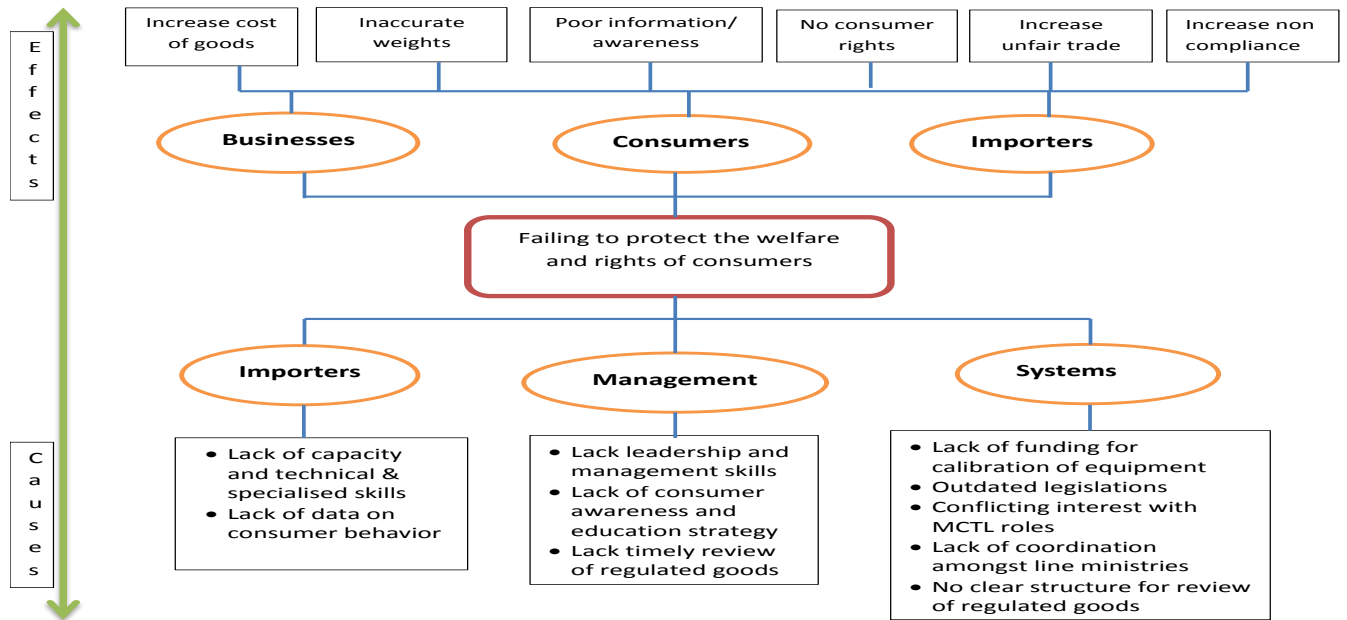 Effects
Increase cost
of goods
Inaccurate
weights
Poor information/
awareness
No consumer
rights
Increase
unfair trade
Increase non
compliance
Businesses
Consumers
Importers
Failing to protect the welfare
and rights of consumers
Importers
Management
Systems
Causes
• Lack of capacity
and technical &
specialised skills
• Lack of data on
consumer behavior
• Lack leadership and
management skills
• Lack of consumer
awareness and
education strategy
• Lack timely review
of regulated goods
• Lack of funding for
calibration of equipment
• Outdated legislations
• Conflicting interest with
MCTL roles
• Lack of coordination
amongst line ministries
• No clear structure for review
of regulated goods